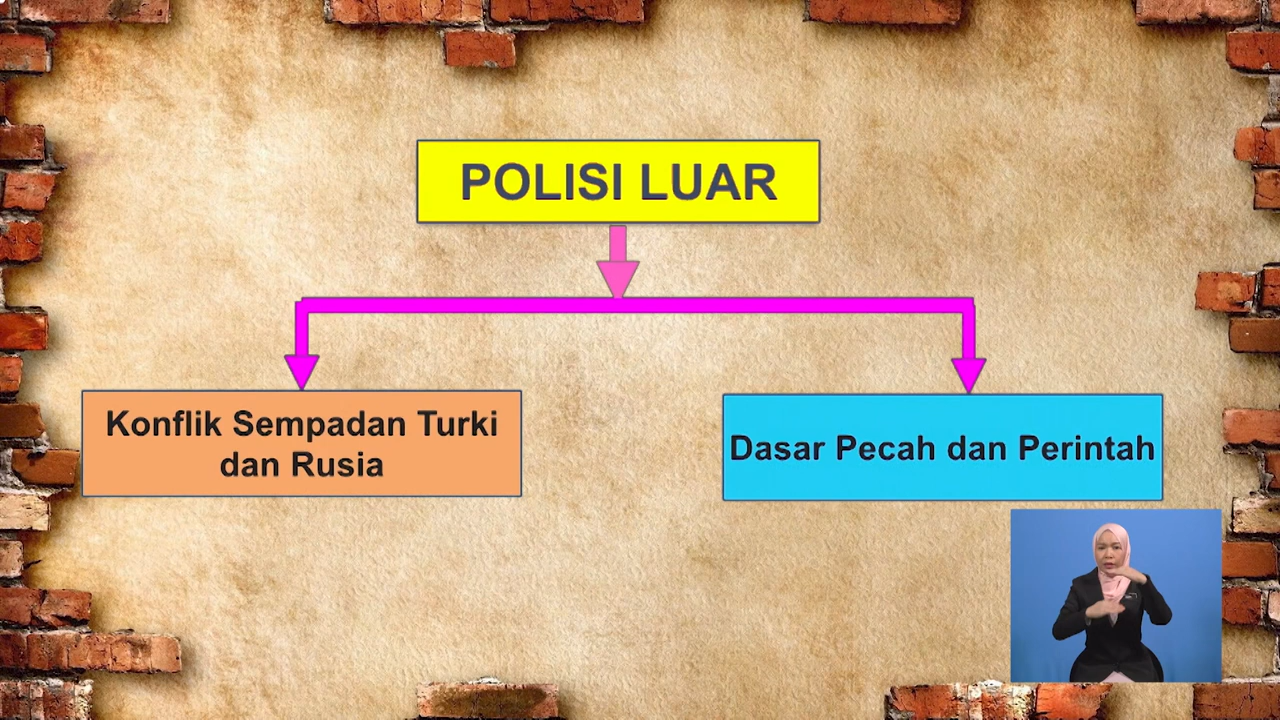 POLISI LUAR
Konflik Sempadan Turki
dan Rusia
Dasar Pecah dan Perintah